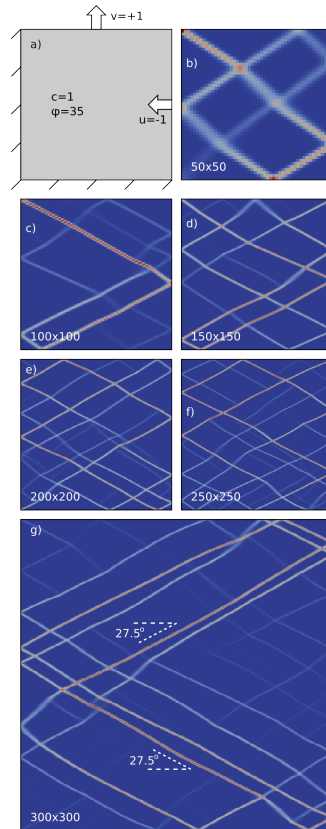 v=+1
a)
c=1
φ=35
u=-1
b)
50x50
c)
100x100
d)
150x150
e)
200x200
f)
250x250
g)
27.5°
27.5°
300x300